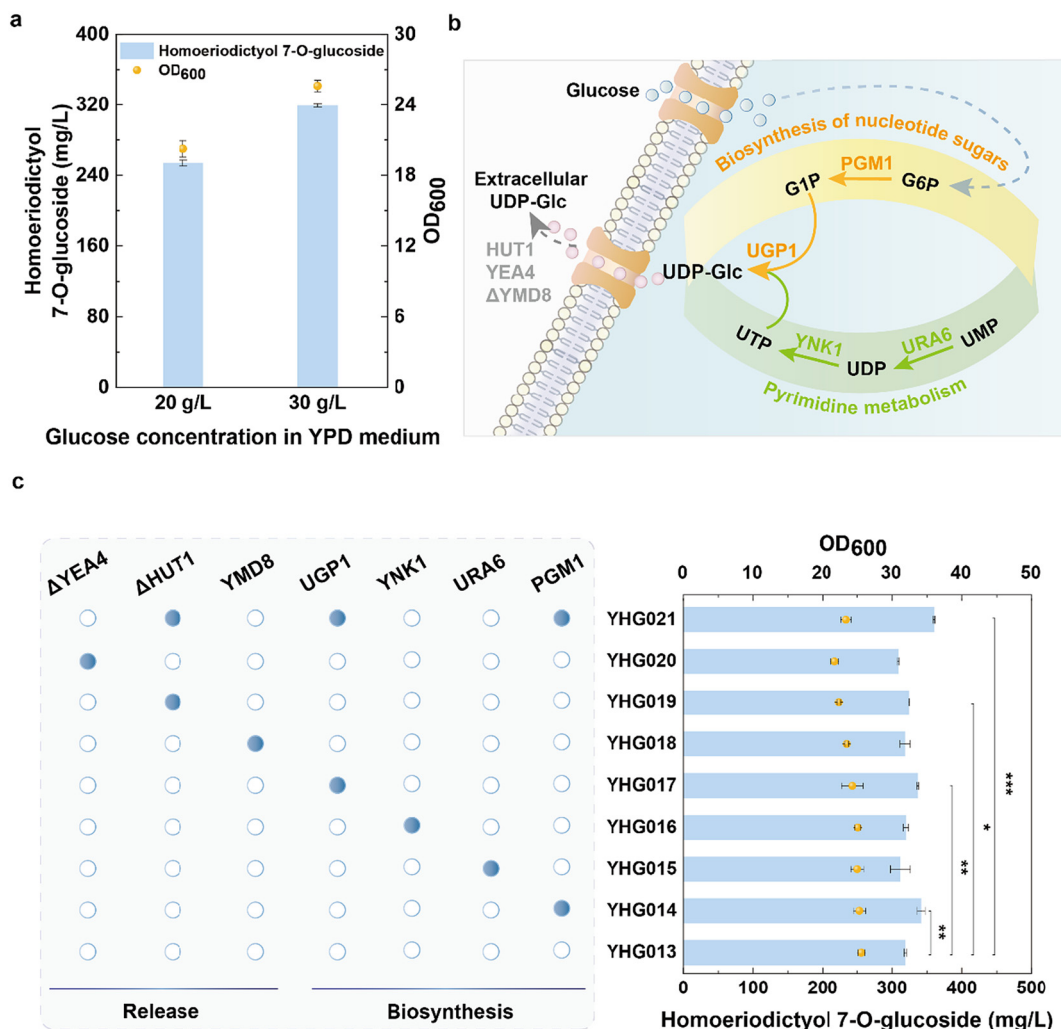 a
400
320
240
160
80
0
Homoeriodictyol
7-O-glucoside (mg/L)
Homoeriodictyol 7-O-glucoside
OD600
30
24
18
12
6
0
OD600
20 g/L
30 g/L
Glucose concentration in YPD medium
b
Glucose
Biosynthesis of nucleotide sugars
PGM1
G1P
G6P
Extracellular
UDP-Glc
HUT1
YEA4
ΔYMD8
UGP1
UDP-Glc
UTP
YNK1
UDP
URA6
UMP
Pyrimidine metabolism
c
ΔYEA4
ΔHUT1
YMD8
UGP1
YNK1
URA6
PGM1
Release
Biosynthesis
OD600
0 10 20 30 40 50
YHG021
YHG020
YHG019
YHG018
YHG017
YHG016
YHG015
YHG014
YHG013
**
**
*
***
0 100 200 300 400 500
Homoeriodictyol 7-O-glucoside (mg/L)